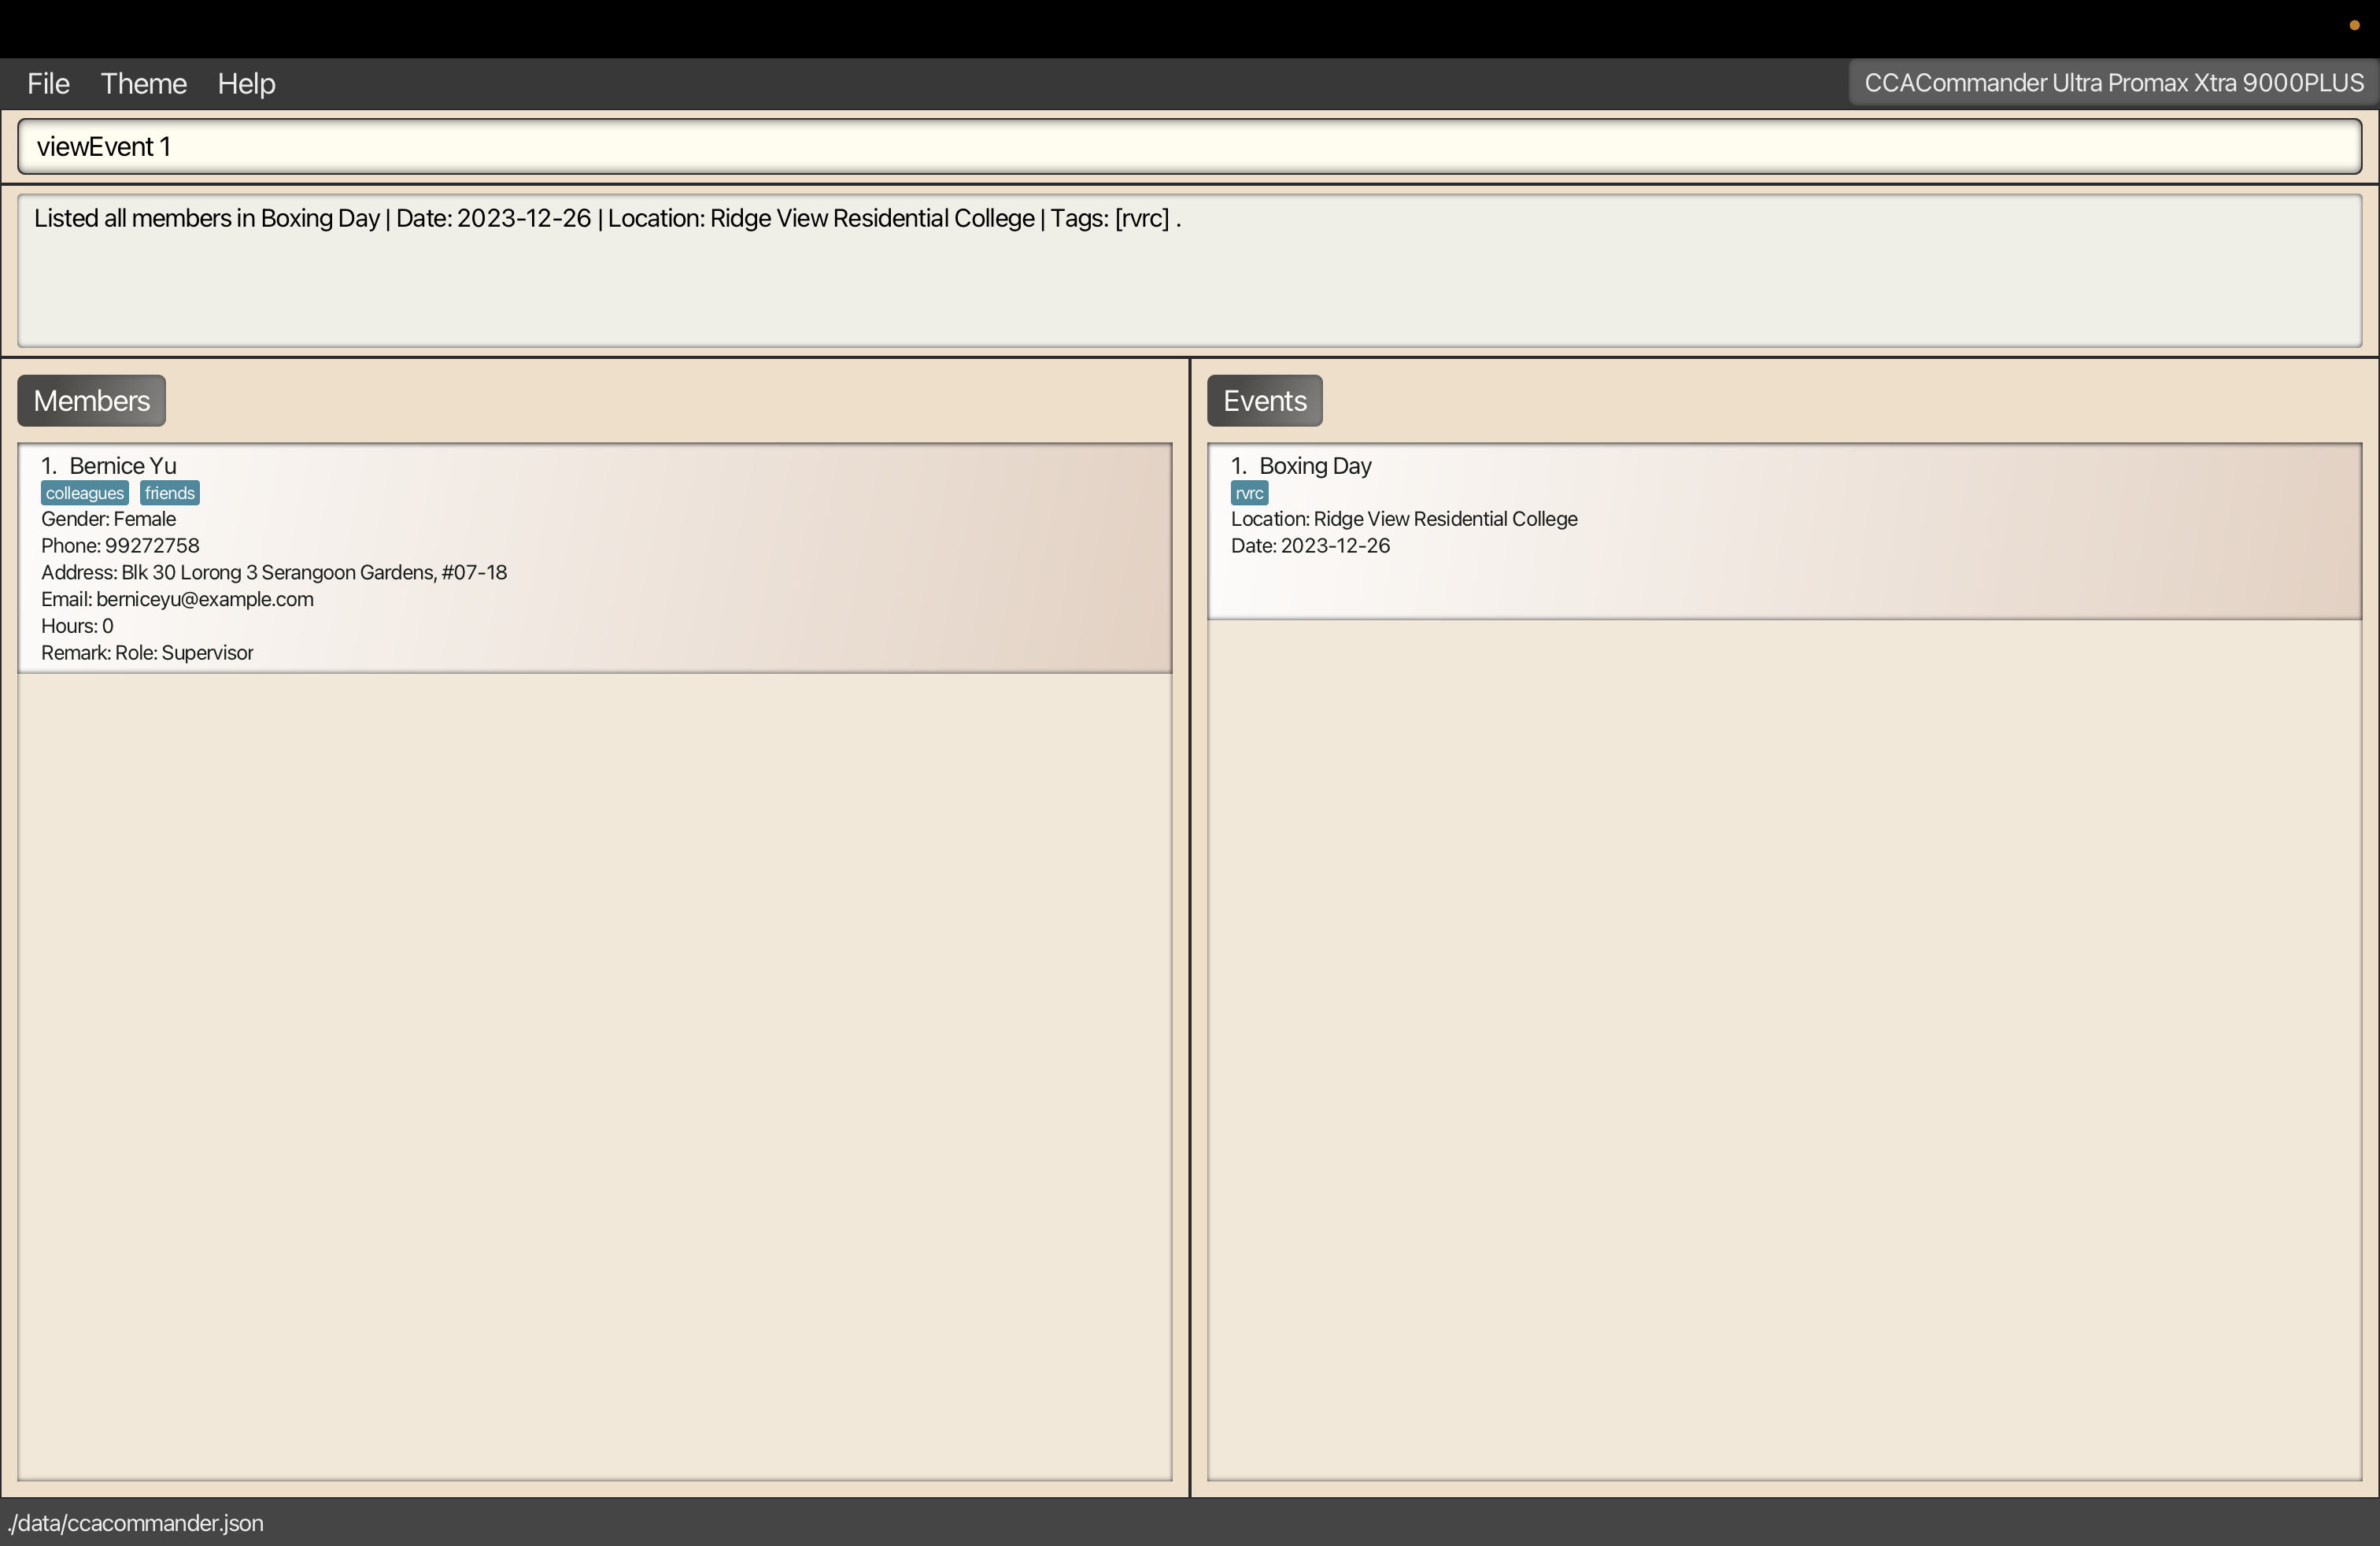 File Theme Help CCACommander Ultra Promax Xtra 9000PLUS
viewEvent 1
Listed all members in Boxing Day | Date: 2023-12-26 | Location: Ridge View Residential College | Tags: [rvrc] .
Members
1. Bernice Yu
colleagues friends
Gender: Female
Phone: 99272758
Address: Blk 30 Lorong 3 Serangoon Gardens, #07-18
Email: berniceyu@example.com
Hours: 0
Remark: Role: Supervisor
Events
1. Boxing Day
rvrc
Location: Ridge View Residential College
Date: 2023-12-26
./data/ccacommander.json